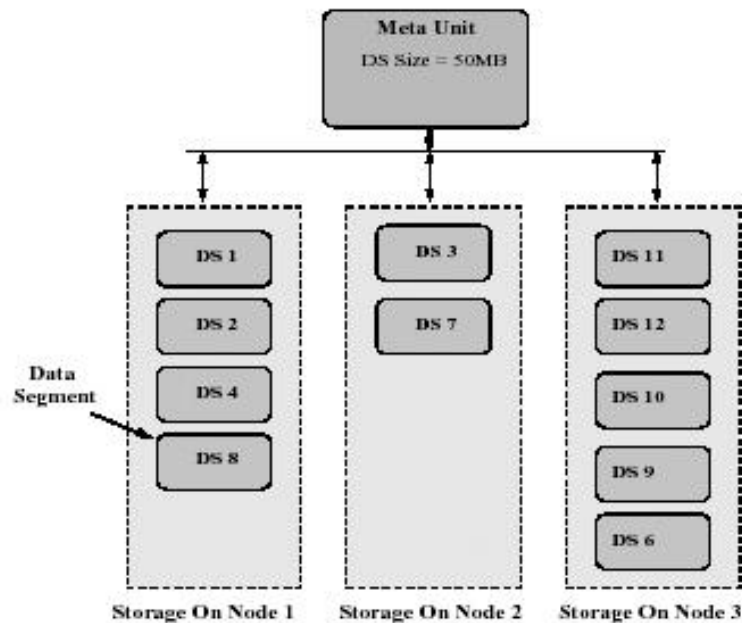 Meta Unit
DS Size = 50MB
DS 1
DS 2
DS 4
DS 8
DS 3
DS 7
DS 11
DS 12
DS 10
DS 9
DS 6
Data
Segment
Storage On Node 1
Storage On Node 2
Storage On Node 3